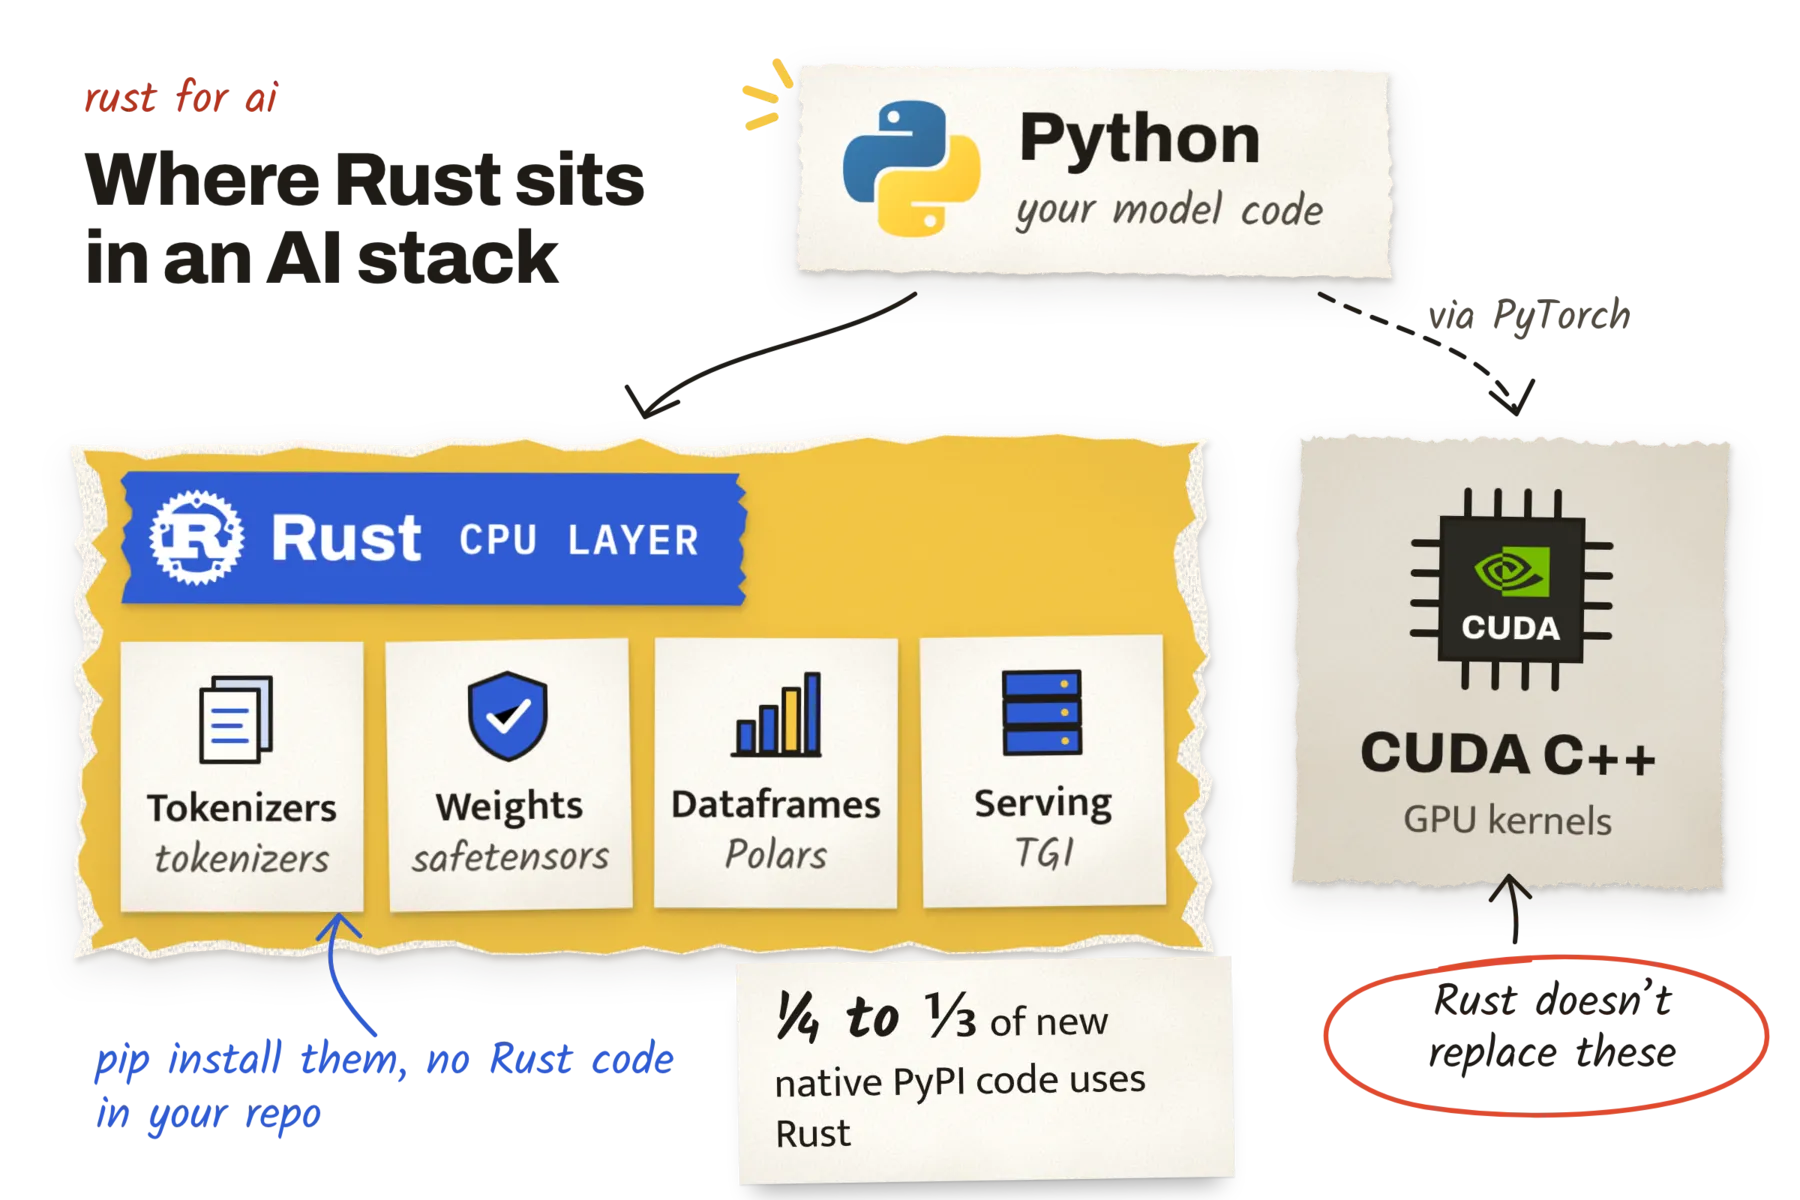 rust for ai
Where Rust sits
in an AI stack
Python
your model code
via PyTorch
R Rust CPU LAYER
Tokenizers
tokenizers
Weights
safetensors
Dataframes
Polars
Serving
TGI
CUDA
CUDA C++
GPU kernels
pip install them, no Rust code
in your repo
¼ to ⅓ of new
native PyPI code uses
Rust
Rust doesn't
replace these